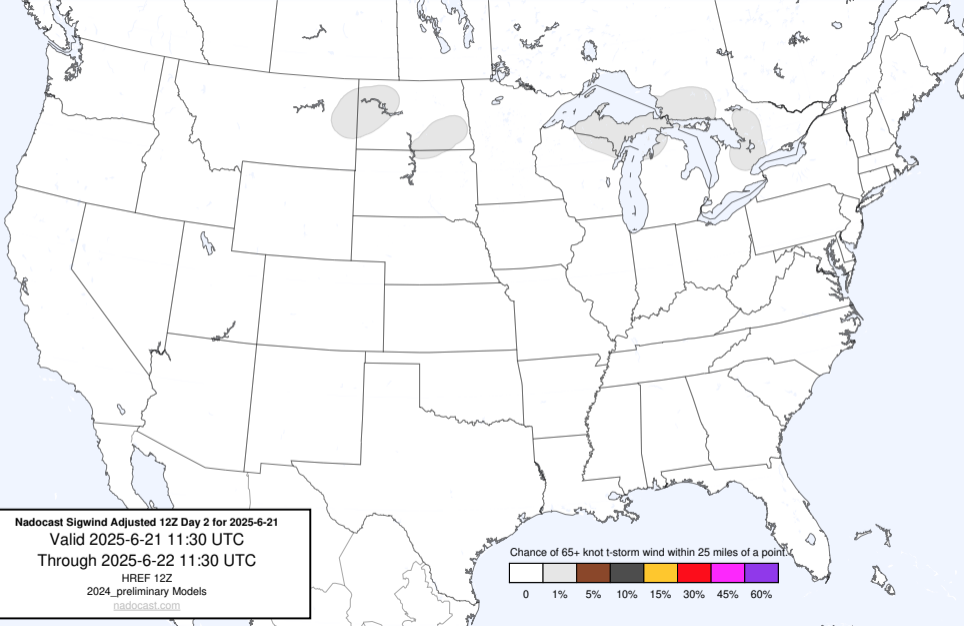 Nadocast Sigwind Adjusted 12Z Day 2 for 2025-6-21
Valid 2025-6-21 11:30 UTC
Through 2025-6-22 11:30 UTC
HREF 12Z
2024_preliminary Models
nadocast.com
Chance of 65+ knot t-storm wind within 25 miles of a point.
0 1% 5% 10% 15% 30% 45% 60%